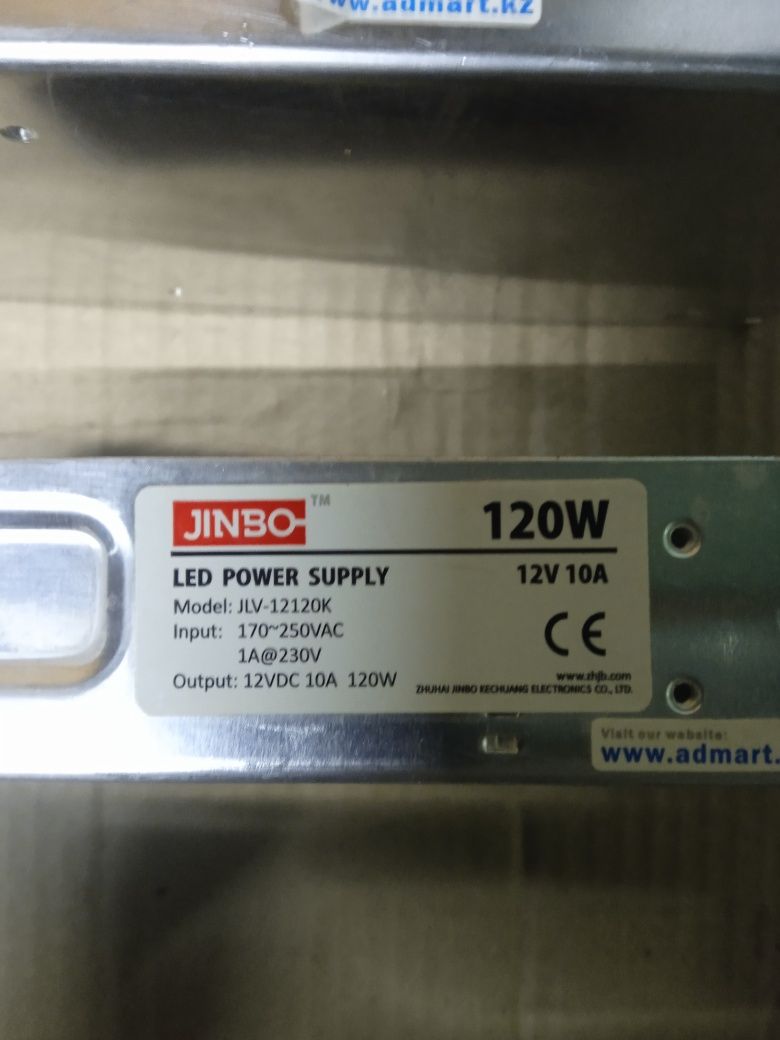 www.admart.kz
JINBO™
120W
LED POWER SUPPLY
12V 10A
Model: JLV-12120K
Input: 170~250VAC
1A@230V
CE
Output: 12VDC 10A 120W
www.zhjb.com
ZHUHAI JINBO KECHUANG ELECTRONICS CO., LTD.
Visit our website:
www.admart.